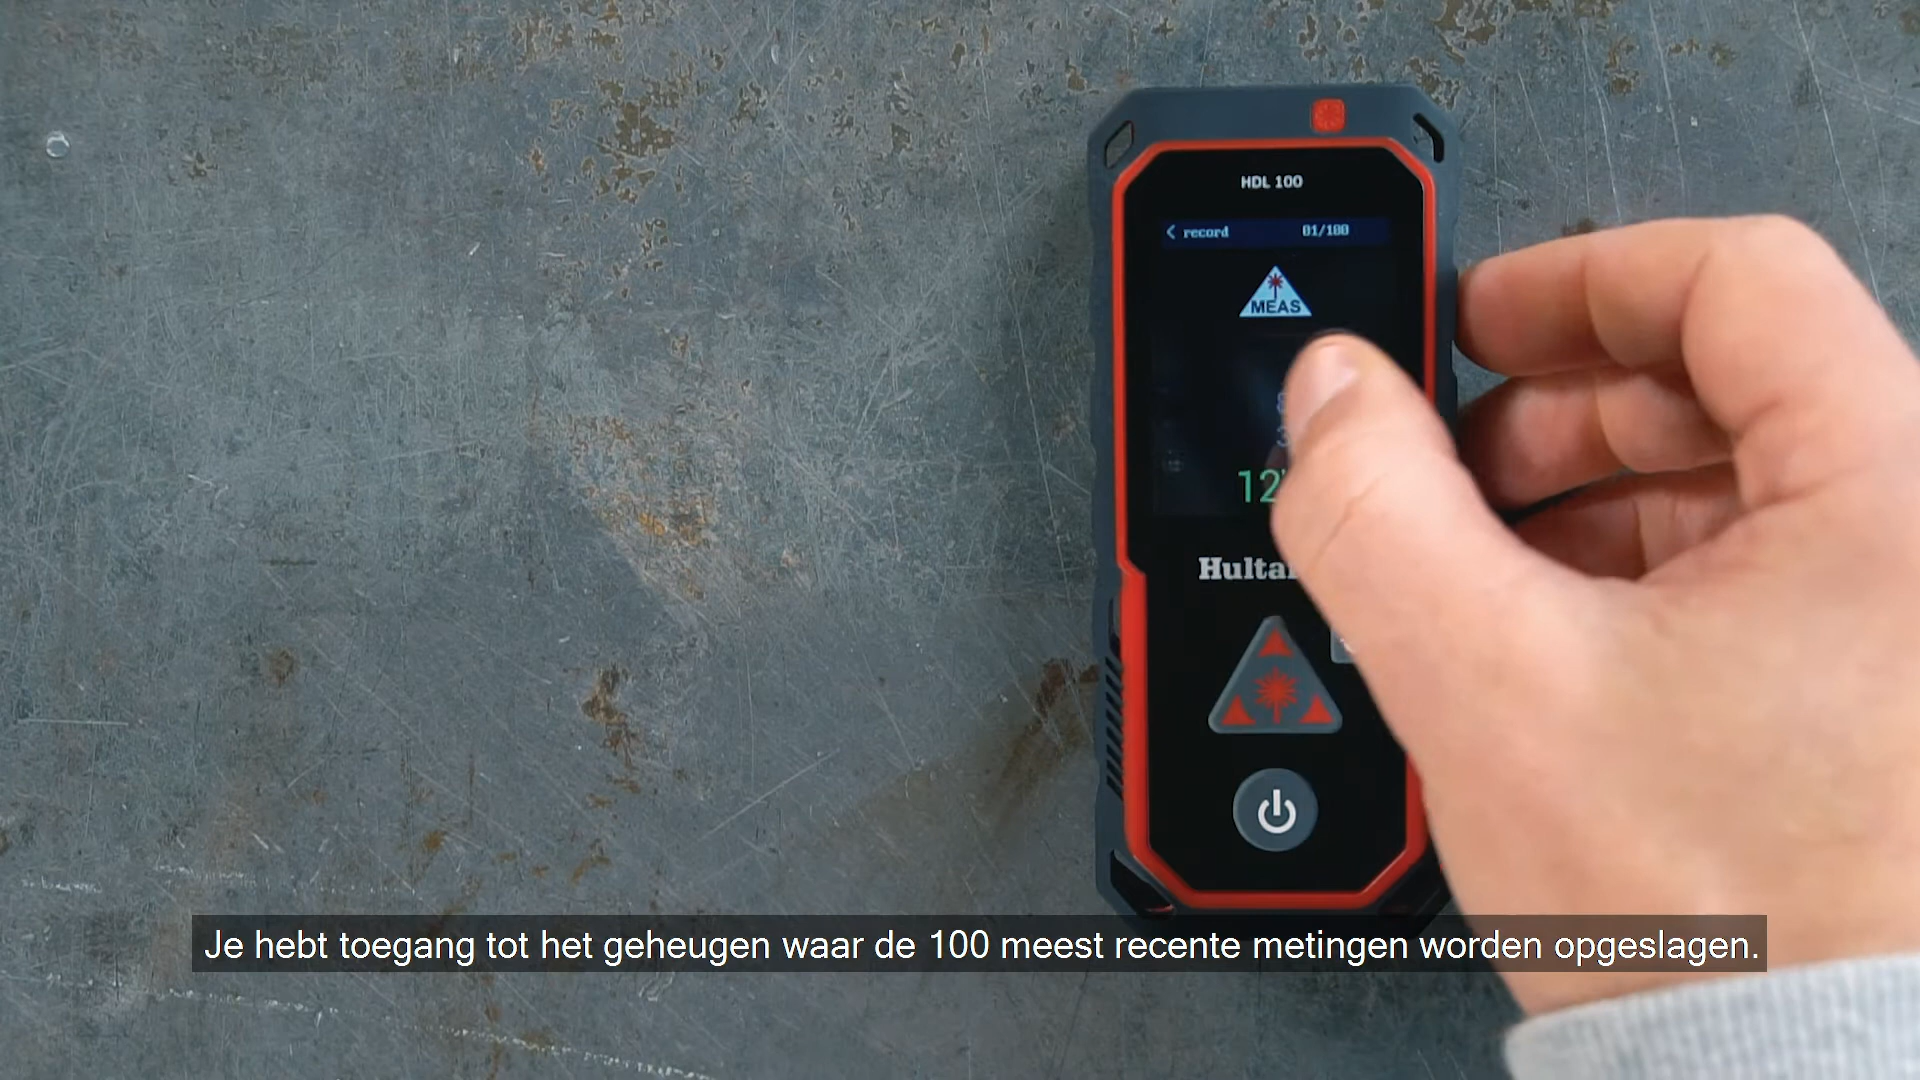 HDL 100
record 01/100
MEAS
Je hebt toegang tot het geheugen waar de 100 meest recente metingen worden opgeslagen.